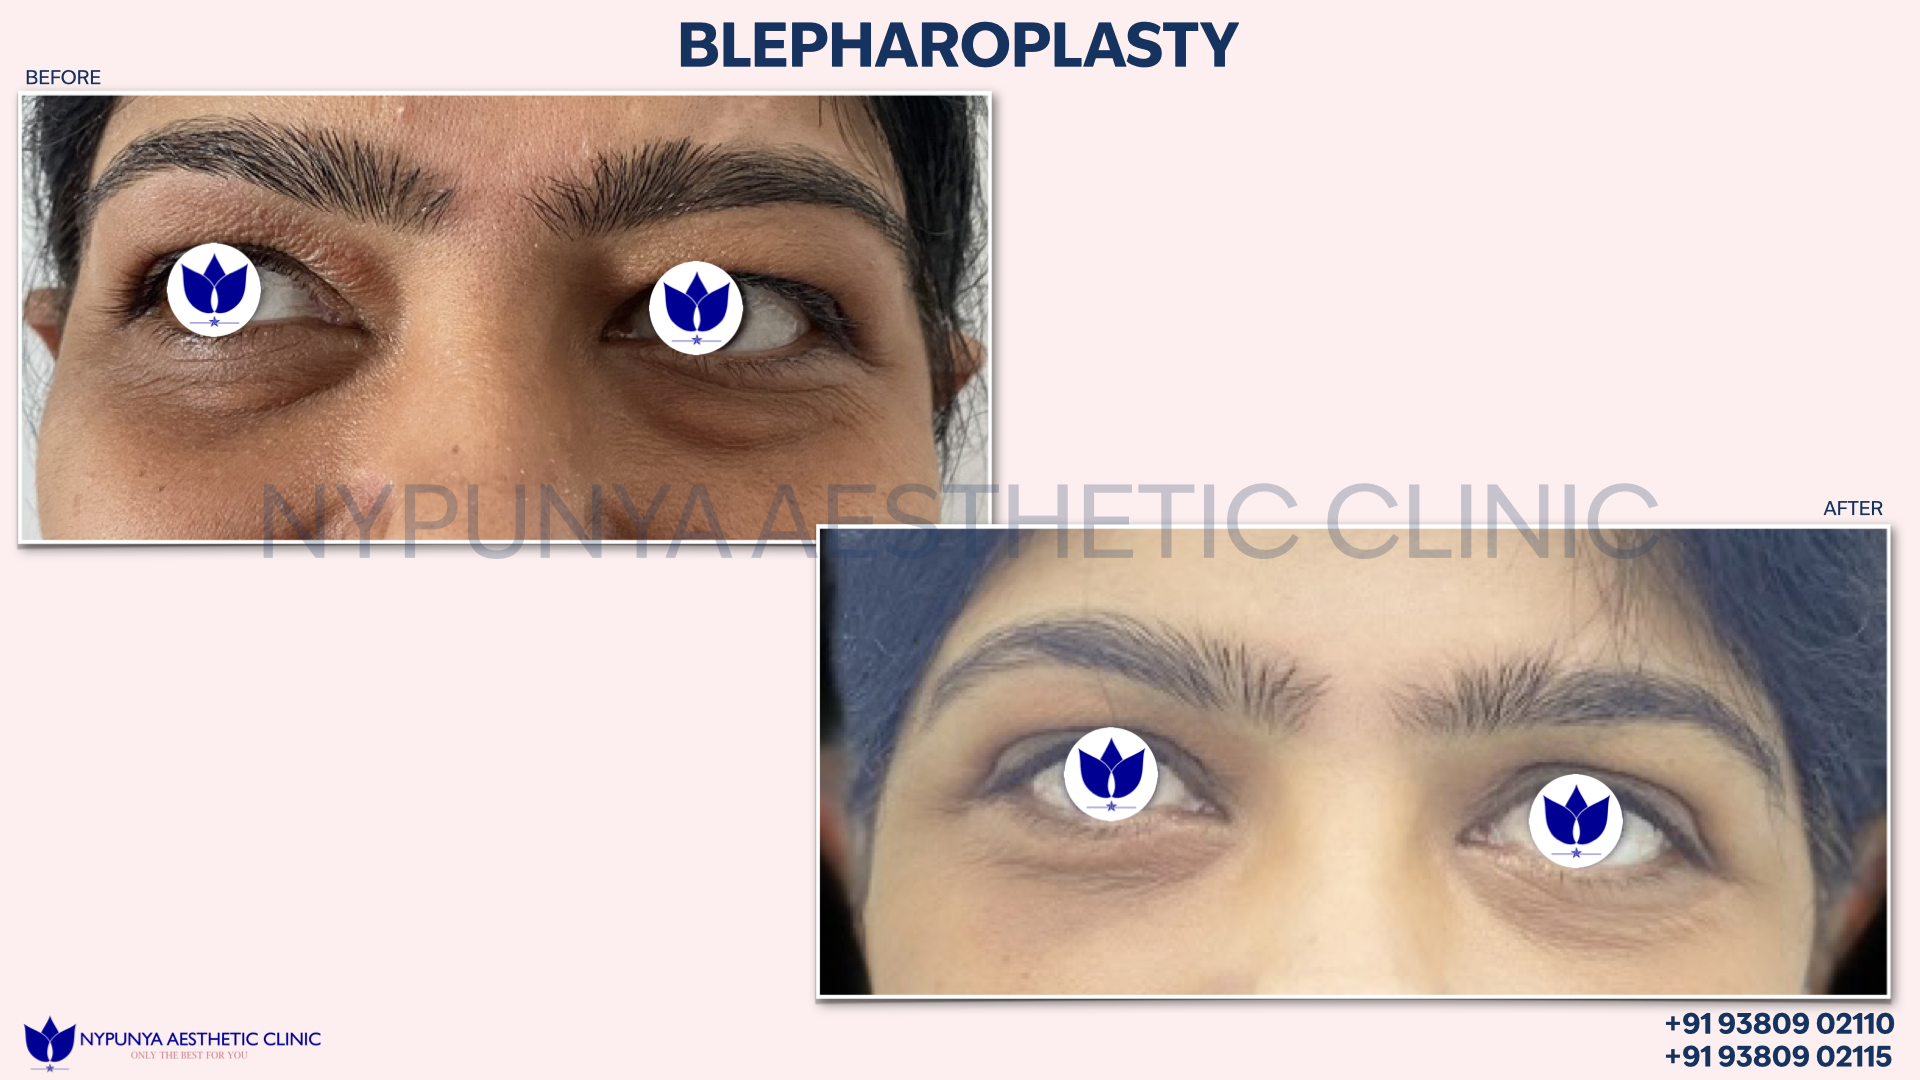 BLEPHAROPLASTY
BEFORE
NYPUNYA AESTHETIC CLINIC
AFTER
NYPUNYA AESTHETIC CLINIC
ONLY THE BEST FOR YOU
+91 93809 02110
+91 93809 02115